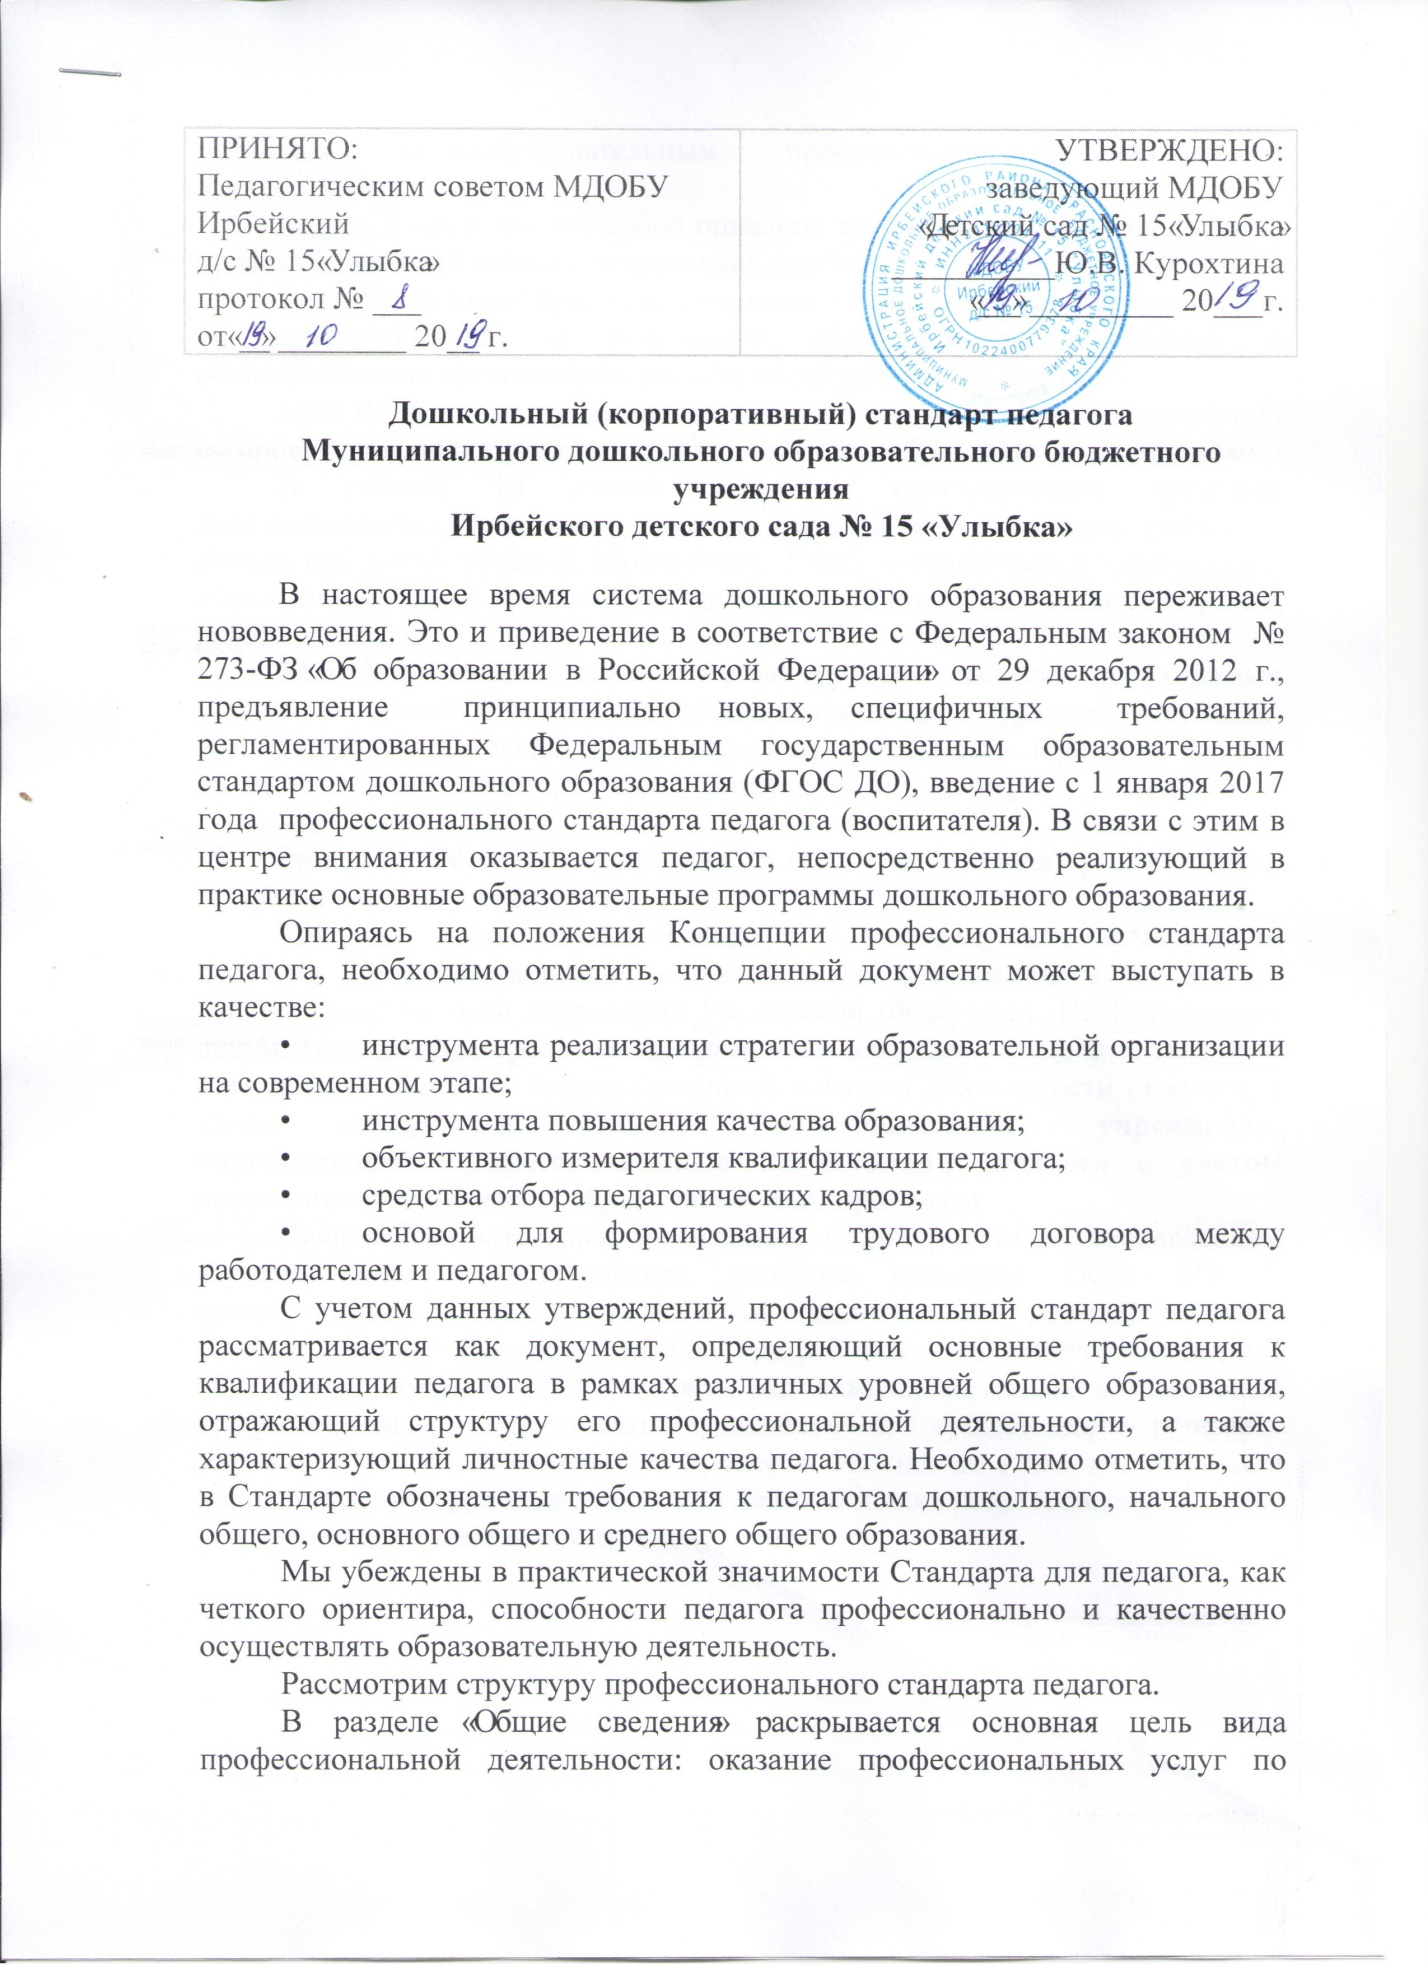 ПРИНЯТО:
Педагогическим советом МДОБУ
Ирбейский
д/с № 15«Улыбка»
протокол № 8
от«19» 10 2019 г.
УТВЕРЖДЕНО:
заведующий МДОБУ
«Детский сад № 15«Улыбка»
Ю.В. Курохтина
«19» 10 2019 г.
Дошкольный (корпоративный) стандарт педагога
Муниципального дошкольного образовательного бюджетного
учреждения
Ирбейского детского сада № 15 «Улыбка»
В настоящее время система дошкольного образования переживает
нововведения. Это и приведение в соответствие с Федеральным законом №
273-ФЗ «Об образовании в Российской Федерации» от 29 декабря 2012 г.,
предъявление принципиально новых, специфичных требований,
регламентированных Федеральным государственным образовательным
стандартом дошкольного образования (ФГОС ДО), введение с 1 января 2017
года профессионального стандарта педагога (воспитателя). В связи с этим в
центре внимания оказывается педагог, непосредственно реализующий в
практике основные образовательные программы дошкольного образования.
Опираясь на положения Концепции профессионального стандарта
педагога, необходимо отметить, что данный документ может выступать в
качестве:
• инструмента реализации стратегии образовательной организации
на современном этапе;
• инструмента повышения качества образования;
• объективного измерителя квалификации педагога;
• средства отбора педагогических кадров;
• основой для формирования трудового договора между
работодателем и педагогом.
С учетом данных утверждений, профессиональный стандарт педагога
рассматривается как документ, определяющий основные требования к
квалификации педагога в рамках различных уровней общего образования,
отражающий структуру его профессиональной деятельности, а также
характеризующий личностные качества педагога. Необходимо отметить, что
в Стандарте обозначены требования к педагогам дошкольного, начального
общего, основного общего и среднего общего образования.
Мы убеждены в практической значимости Стандарта для педагога, как
четкого ориентира, способности педагога профессионально и качественно
осуществлять образовательную деятельность.
Рассмотрим структуру профессионального стандарта педагога.
В разделе «Общие сведения» раскрывается основная цель вида
профессиональной деятельности: оказание профессиональных услуг по